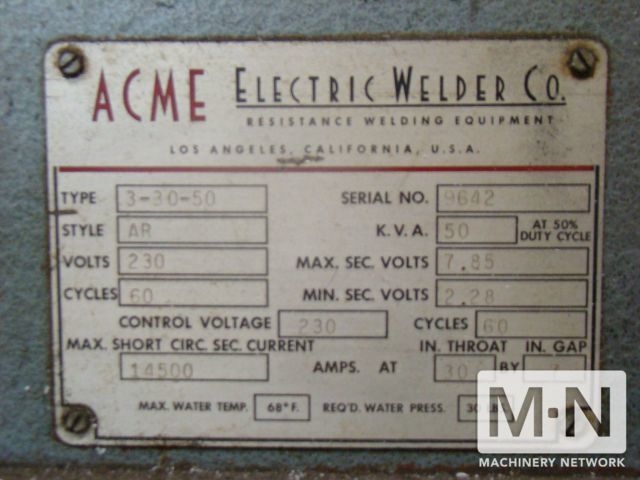 ACME ELECTRIC WELDER CO.
RESISTANCE WELDING EQUIPMENT
LOS ANGELES, CALIFORNIA, U.S.A.
TYPE 3-30-50 SERIAL NO. 9642
STYLE AR K.V.A. 50 AT 50% DUTY CYCLE
VOLTS 230 MAX. SEC. VOLTS 7.85
CYCLES 60 MIN. SEC. VOLTS 2.28
CONTROL VOLTAGE 230 CYCLES 60
MAX. SHORT CIRC. SEC. CURRENT
14500 AMPS. AT 30 IN. THROAT BY IN. GAP
MAX. WATER TEMP. 68° F. REQ'D. WATER PRESS. 30 LBS
M·N
MACHINERY NETWORK